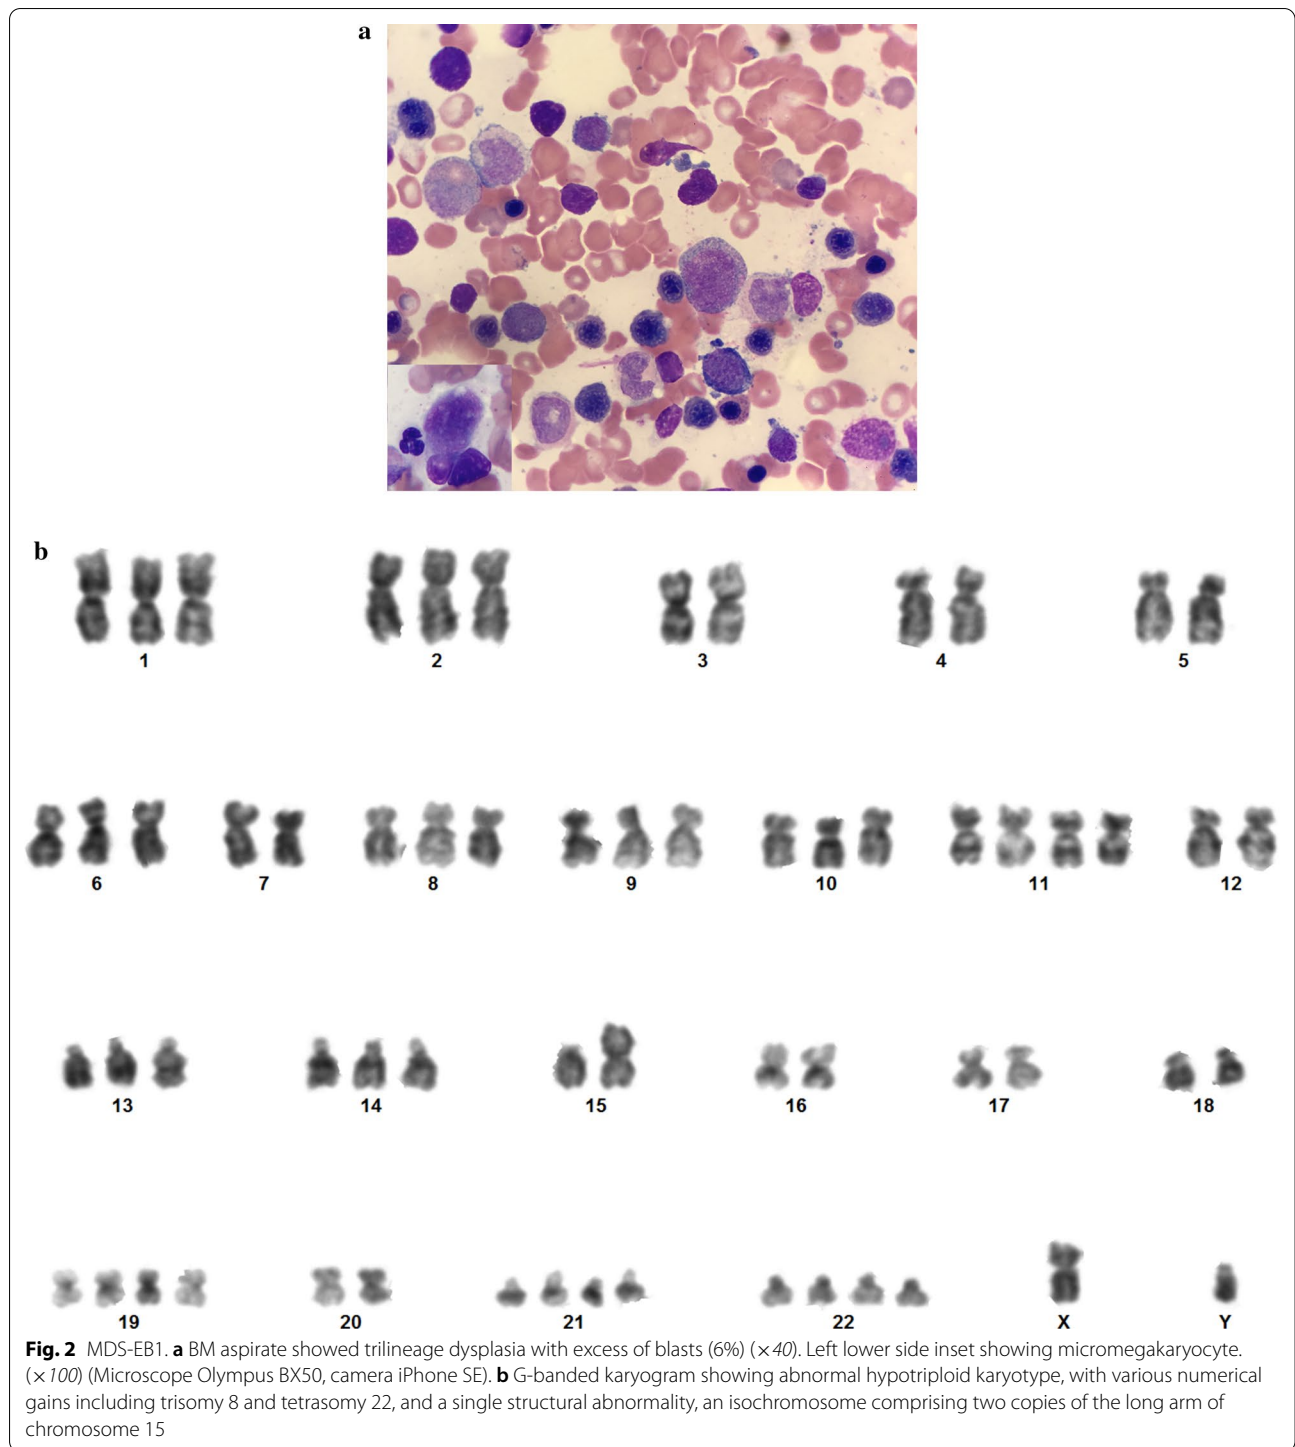 a
b
1 2 3 4 5
6 7 8 9 10 11 12
13 14 15 16 17 18
19 20 21 22 X Y
Fig. 2 MDS-EB1. a BM aspirate showed trilineage dysplasia with excess of blasts (6%) (×40). Left lower side inset showing micromegakaryocyte.
(×100) (Microscope Olympus BX50, camera iPhone SE). b G-banded karyogram showing abnormal hypotriploid karyotype, with various numerical
gains including trisomy 8 and tetrasomy 22, and a single structural abnormality, an isochromosome comprising two copies of the long arm of
chromosome 15